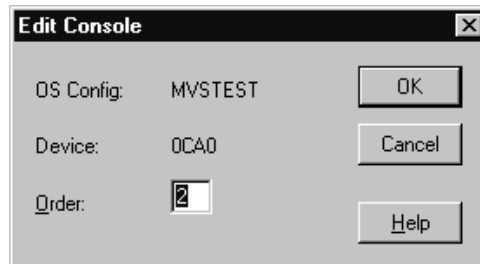 Edit Console
OS Config: MVSTEST OK
Device: 0CA0 Cancel
Order: 2
Help